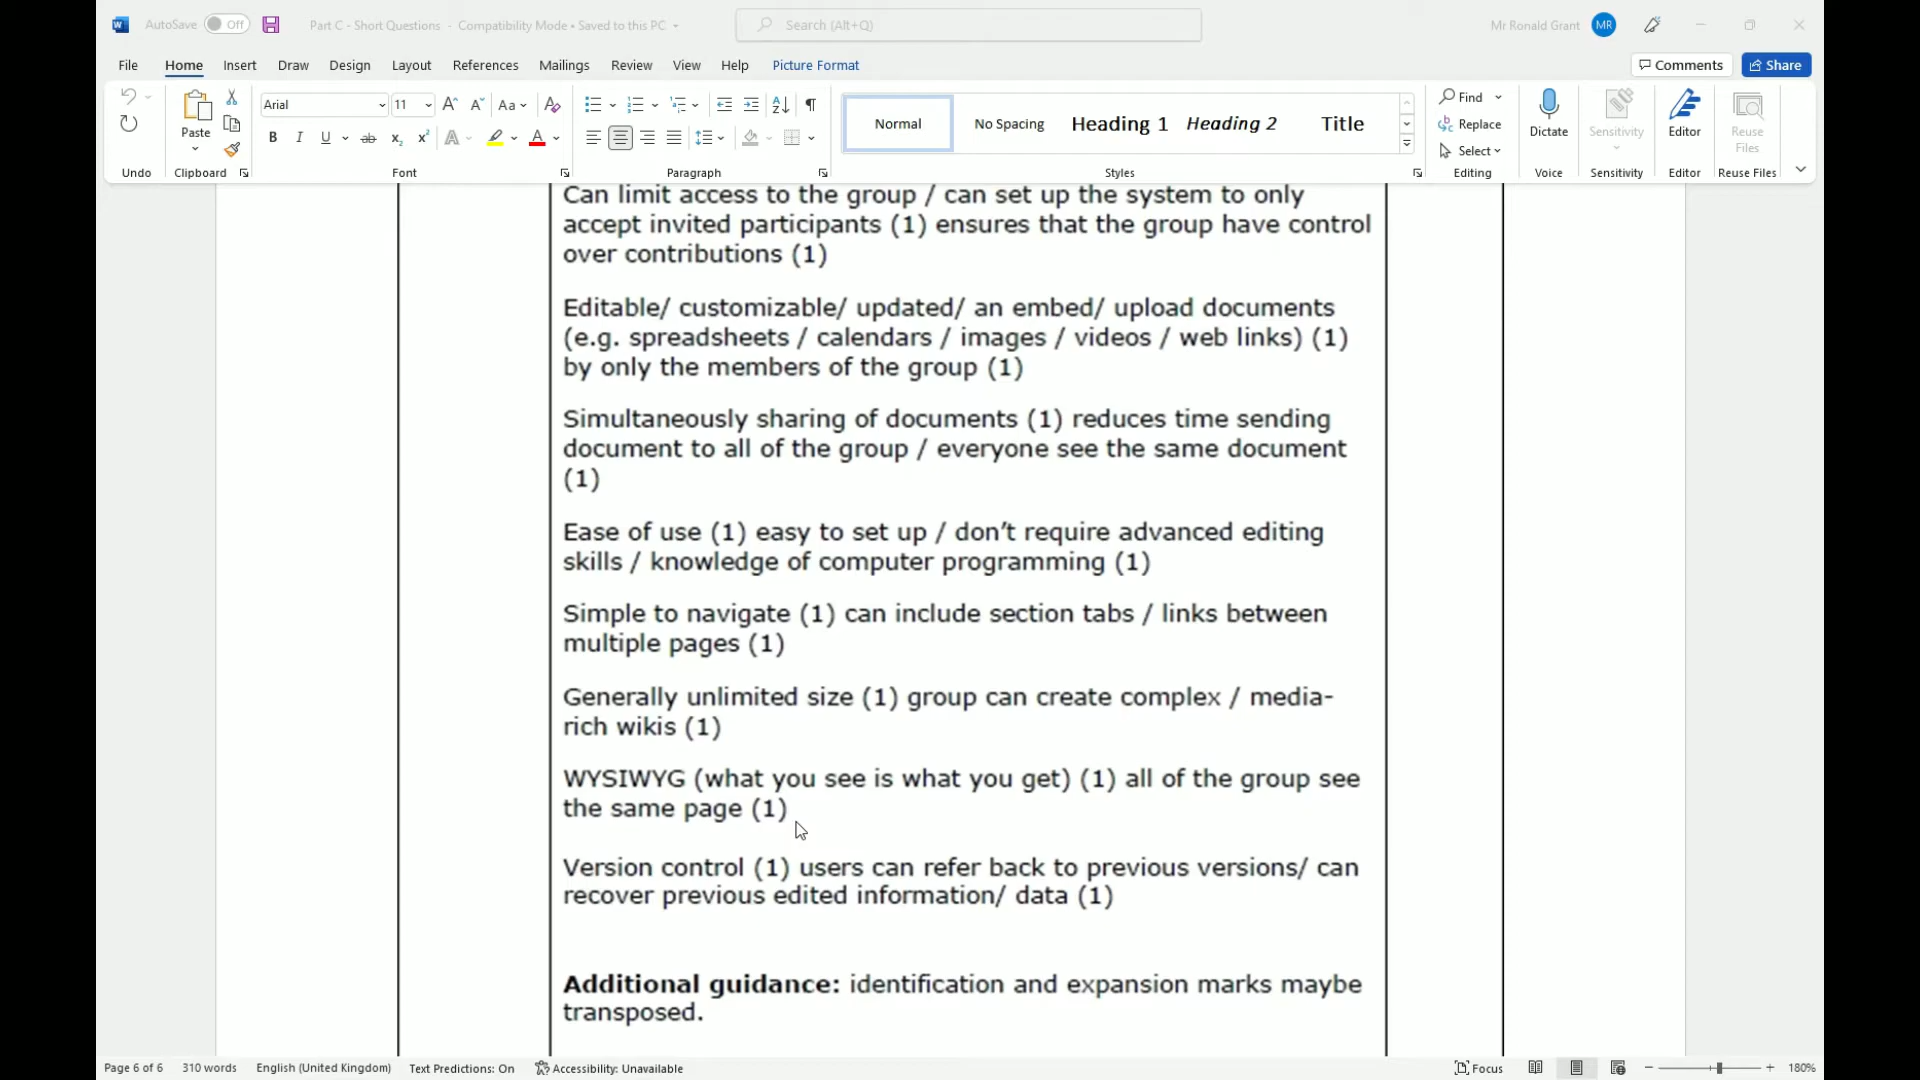 AutoSave Off Part C - Short Questions - Compatibility Mode • Saved to this PC Search (Alt+Q) Mr Ronald Grant MR
File Home Insert Draw Design Layout References Mailings Review View Help Picture Format Comments Share
Paste Arial 11 Aa Normal No Spacing Heading 1 Heading 2 Title Find Replace Select Dictate Sensitivity Editor Reuse Files
Undo Clipboard Font Paragraph Styles Editing Voice Sensitivity Editor Reuse Files
Can limit access to the group / can set up the system to only
accept invited participants (1) ensures that the group have control
over contributions (1)
Editable/ customizable/ updated/ an embed/ upload documents
(e.g. spreadsheets / calendars / images / videos / web links) (1)
by only the members of the group (1)
Simultaneously sharing of documents (1) reduces time sending
document to all of the group / everyone see the same document
(1)
Ease of use (1) easy to set up / don’t require advanced editing
skills / knowledge of computer programming (1)
Simple to navigate (1) can include section tabs / links between
multiple pages (1)
Generally unlimited size (1) group can create complex / media-
rich wikis (1)
WYSIWYG (what you see is what you get) (1) all of the group see
the same page (1)
Version control (1) users can refer back to previous versions/ can
recover previous edited information/ data (1)
Additional guidance: identification and expansion marks maybe
transposed.
Page 6 of 6 310 words English (United Kingdom) Text Predictions: On Accessibility: Unavailable Focus 180%